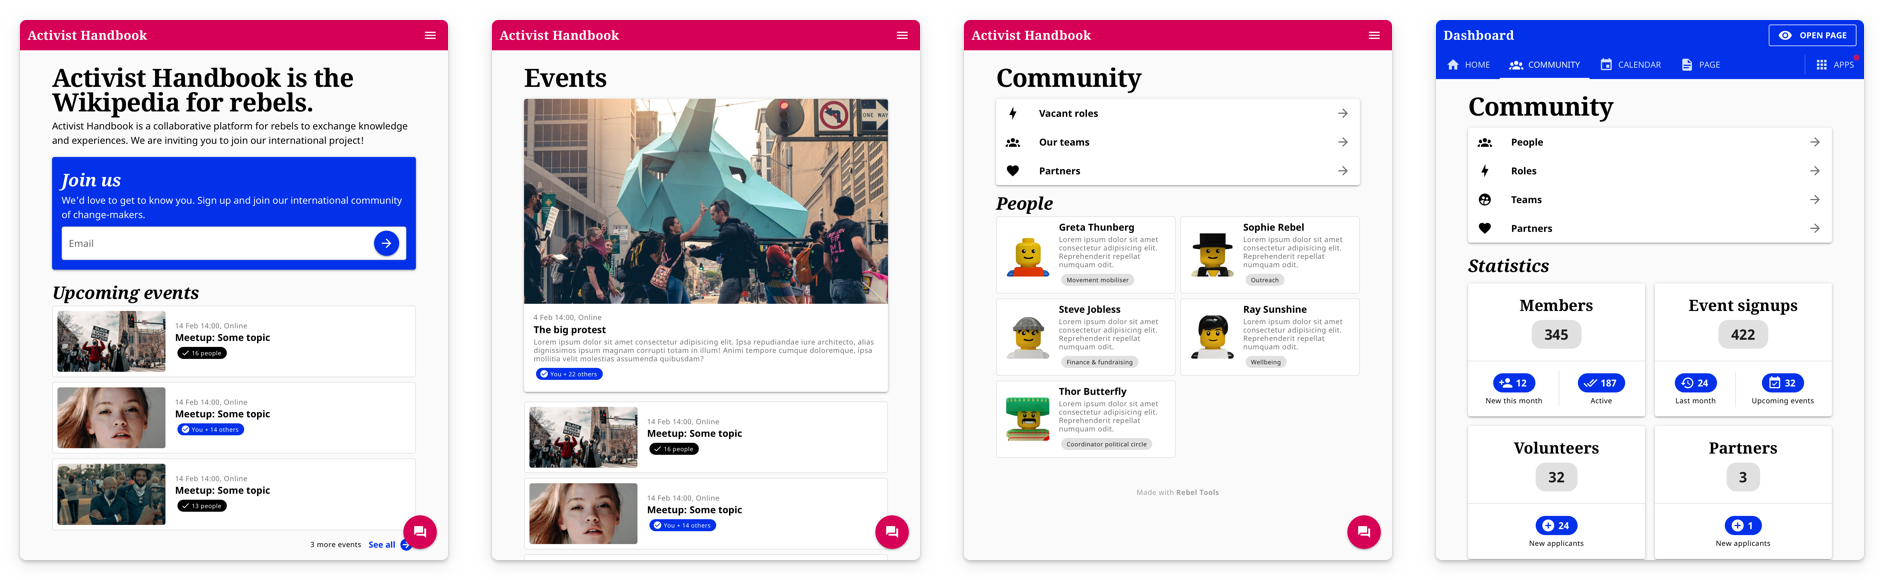 Activist Handbook
Activist Handbook is the
Wikipedia for rebels.
Activist Handbook is a collaborative platform for rebels to exchange knowledge
and experiences. We are inviting you to join our international project!
Join us
We'd love to get to know you. Sign up and join our international community
of change-makers.
Email
Upcoming events
14 Feb 14:00, Online
Meetup: Some topic
16 people
14 Feb 14:00, Online
Meetup: Some topic
You + 14 others
14 Feb 14:00, Online
Meetup: Some topic
13 people
3 more events See all
Activist Handbook
Events
ONE WAY
4 Feb 14:00, Online
The big protest
Lorem ipsum dolor sit amet consectetur adipisicing elit. Ipsa repudiandae iure architecto, alias
dignissimos ipsum magnam corrupti totam in illum! Animi tempore cumque doloremque, ipsa
mollitia velit molestias assumenda quibusdam?
You + 22 others
14 Feb 14:00, Online
Meetup: Some topic
16 people
14 Feb 14:00, Online
Meetup: Some topic
You + 14 others
Activist Handbook
Community
Vacant roles
Our teams
Partners
People
Greta Thunberg
Lorem ipsum dolor sit amet
consectetur adipisicing elit.
Reprehenderit repellat
numquam odit.
Movement mobiliser
Sophie Rebel
Lorem ipsum dolor sit amet
consectetur adipisicing elit.
Reprehenderit repellat
numquam odit.
Outreach
Steve Jobless
Lorem ipsum dolor sit amet
consectetur adipisicing elit.
Reprehenderit repellat
numquam odit.
Finance & fundraising
Ray Sunshine
Lorem ipsum dolor sit amet
consectetur adipisicing elit.
Reprehenderit repellat
numquam odit.
Wellbeing
Thor Butterfly
Lorem ipsum dolor sit amet
consectetur adipisicing elit.
Reprehenderit repellat
numquam odit.
Coordinator political circle
Made with Rebel Tools
Dashboard
OPEN PAGE
HOME COMMUNITY CALENDAR PAGE APPS
Community
People
Roles
Teams
Partners
Statistics
Members
345
12
New this month
187
Active
Event signups
422
24
Last month
32
Upcoming events
Volunteers
32
24
New applicants
Partners
3
1
New applicants